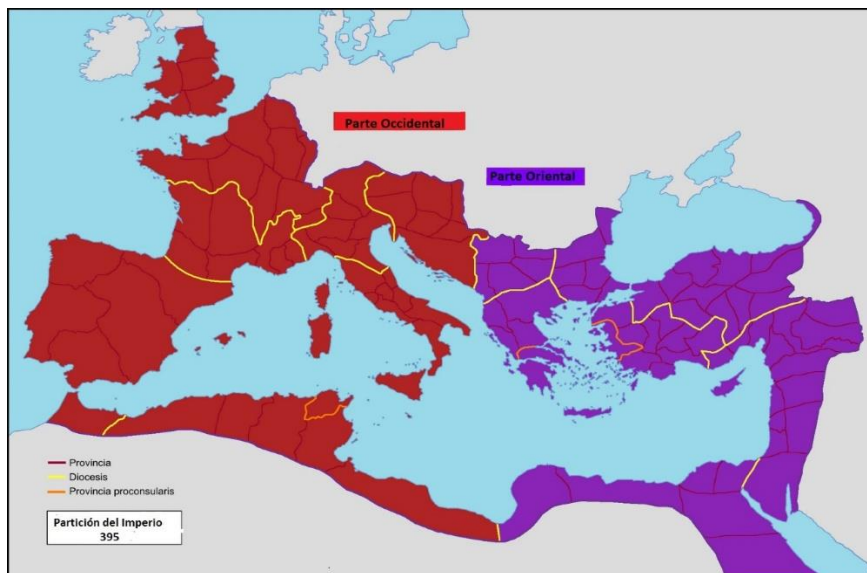 Parte Occidental
Parte Oriental
Provincia
Diocesis
Provincia proconsularis
Partición del Imperio
395